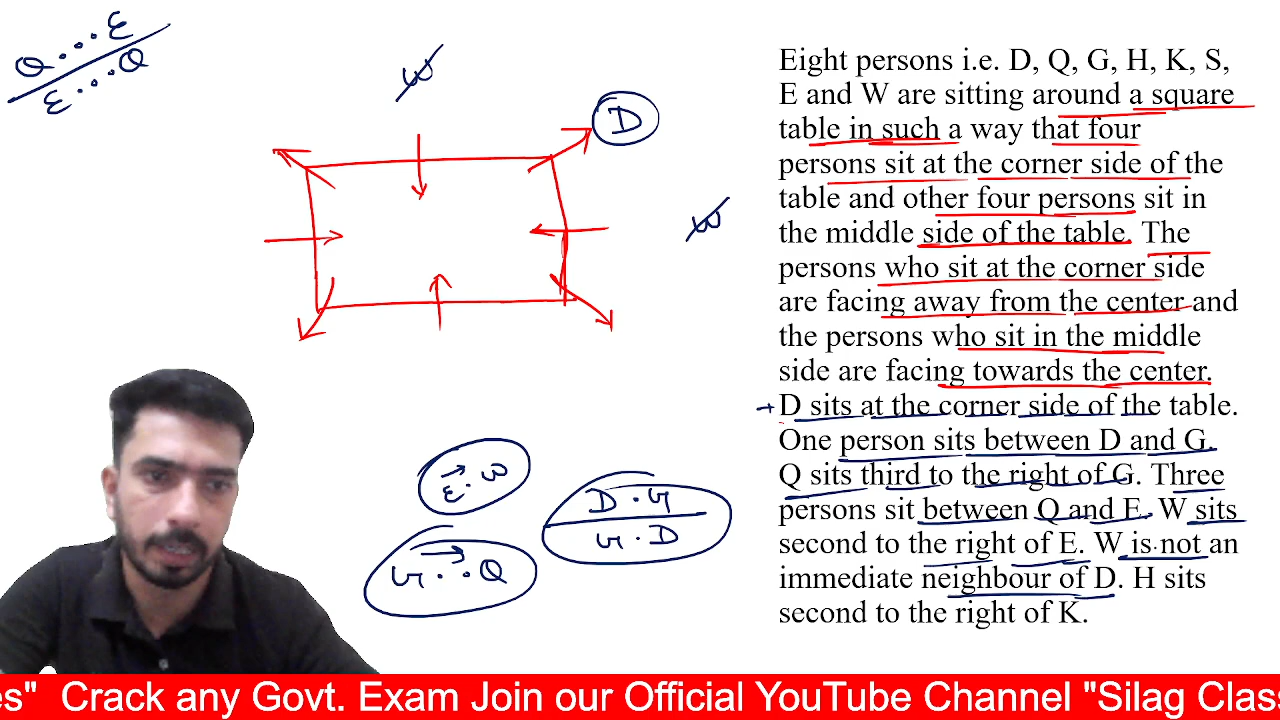 Q . . . E
E . . . Q
W
D
W
E . W
D . G
G . D
G . . Q
Eight persons i.e. D, Q, G, H, K, S,
E and W are sitting around a square
table in such a way that four
persons sit at the corner side of the
table and other four persons sit in
the middle side of the table. The
persons who sit at the corner side
are facing away from the center and
the persons who sit in the middle
side are facing towards the center.
D sits at the corner side of the table.
One person sits between D and G.
Q sits third to the right of G. Three
persons sit between Q and E. W sits
second to the right of E. W is not an
immediate neighbour of D. H sits
second to the right of K.
es" Crack any Govt. Exam Join our Official YouTube Channel "Silag Class